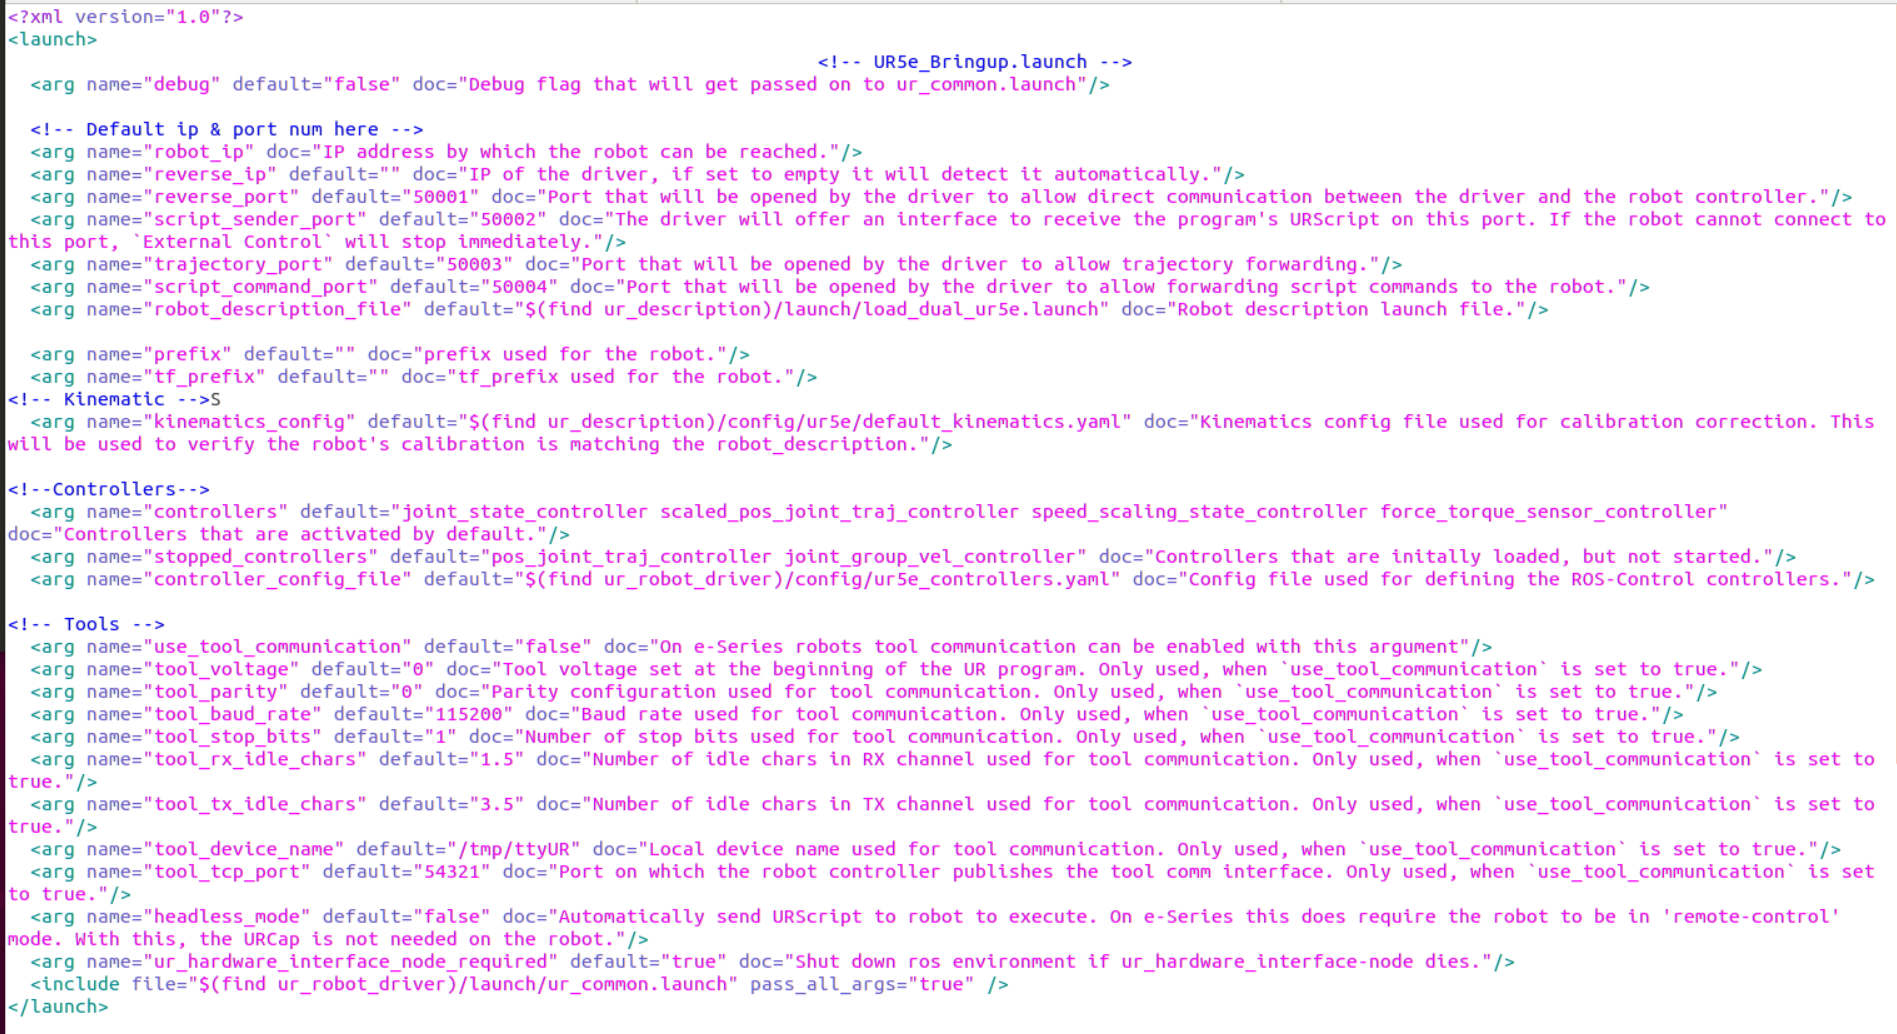 <?xml version="1.0"?>
<launch>
<!-- UR5e_Bringup.launch -->
<arg name="debug" default="false" doc="Debug flag that will get passed on to ur_common.launch"/>
<!-- Default ip & port num here -->
<arg name="robot_ip" doc="IP address by which the robot can be reached."/>
<arg name="reverse_ip" default="" doc="IP of the driver, if set to empty it will detect it automatically."/>
<arg name="reverse_port" default="50001" doc="Port that will be opened by the driver to allow direct communication between the driver and the robot controller."/>
<arg name="script_sender_port" default="50002" doc="The driver will offer an interface to receive the program's URScript on this port. If the robot cannot connect to
this port, `External Control` will stop immediately."/>
<arg name="trajectory_port" default="50003" doc="Port that will be opened by the driver to allow trajectory forwarding."/>
<arg name="script_command_port" default="50004" doc="Port that will be opened by the driver to allow forwarding script commands to the robot."/>
<arg name="robot_description_file" default="$(find ur_description)/launch/load_dual_ur5e.launch" doc="Robot description launch file."/>
<arg name="prefix" default="" doc="prefix used for the robot."/>
<arg name="tf_prefix" default="" doc="tf_prefix used for the robot."/>
<!-- Kinematic -->S
<arg name="kinematics_config" default="$(find ur_description)/config/ur5e/default_kinematics.yaml" doc="Kinematics config file used for calibration correction. This
will be used to verify the robot's calibration is matching the robot_description."/>
<!--Controllers-->
<arg name="controllers" default="joint_state_controller scaled_pos_joint_traj_controller speed_scaling_state_controller force_torque_sensor_controller"
doc="Controllers that are activated by default."/>
<arg name="stopped_controllers" default="pos_joint_traj_controller joint_group_vel_controller" doc="Controllers that are initally loaded, but not started."/>
<arg name="controller_config_file" default="$(find ur_robot_driver)/config/ur5e_controllers.yaml" doc="Config file used for defining the ROS-Control controllers."/>
<!-- Tools -->
<arg name="use_tool_communication" default="false" doc="On e-Series robots tool communication can be enabled with this argument"/>
<arg name="tool_voltage" default="0" doc="Tool voltage set at the beginning of the UR program. Only used, when `use_tool_communication` is set to true."/>
<arg name="tool_parity" default="0" doc="Parity configuration used for tool communication. Only used, when `use_tool_communication` is set to true."/>
<arg name="tool_baud_rate" default="115200" doc="Baud rate used for tool communication. Only used, when `use_tool_communication` is set to true."/>
<arg name="tool_stop_bits" default="1" doc="Number of stop bits used for tool communication. Only used, when `use_tool_communication` is set to true."/>
<arg name="tool_rx_idle_chars" default="1.5" doc="Number of idle chars in RX channel used for tool communication. Only used, when `use_tool_communication` is set to
true."/>
<arg name="tool_tx_idle_chars" default="3.5" doc="Number of idle chars in TX channel used for tool communication. Only used, when `use_tool_communication` is set to
true."/>
<arg name="tool_device_name" default="/tmp/ttyUR" doc="Local device name used for tool communication. Only used, when `use_tool_communication` is set to true."/>
<arg name="tool_tcp_port" default="54321" doc="Port on which the robot controller publishes the tool comm interface. Only used, when `use_tool_communication` is set
to true."/>
<arg name="headless_mode" default="false" doc="Automatically send URScript to robot to execute. On e-Series this does require the robot to be in 'remote-control'
mode. With this, the URCap is not needed on the robot."/>
<arg name="ur_hardware_interface_node_required" default="true" doc="Shut down ros environment if ur_hardware_interface-node dies."/>
<include file="$(find ur_robot_driver)/launch/ur_common.launch" pass_all_args="true" />
</launch>